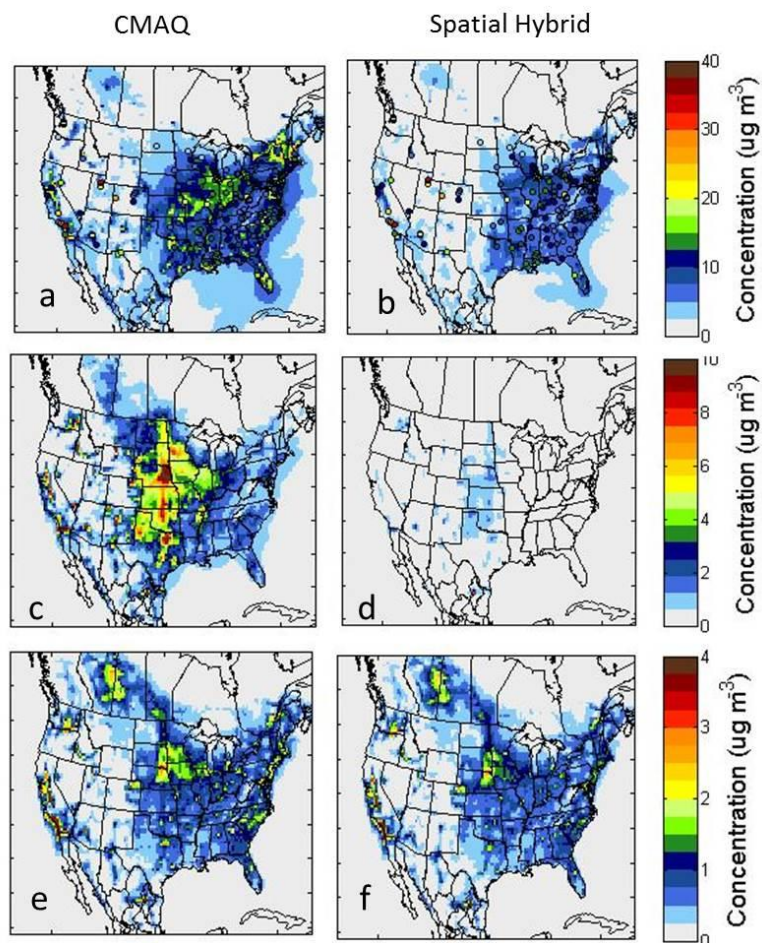 CMAQ
Spatial Hybrid
a
b
40
30
20
10
0
Concentration (ug m⁻³)
c
d
10
8
6
4
2
0
Concentration (ug m⁻³)
e
f
4
3
2
1
0
Concentration (ug m⁻³)